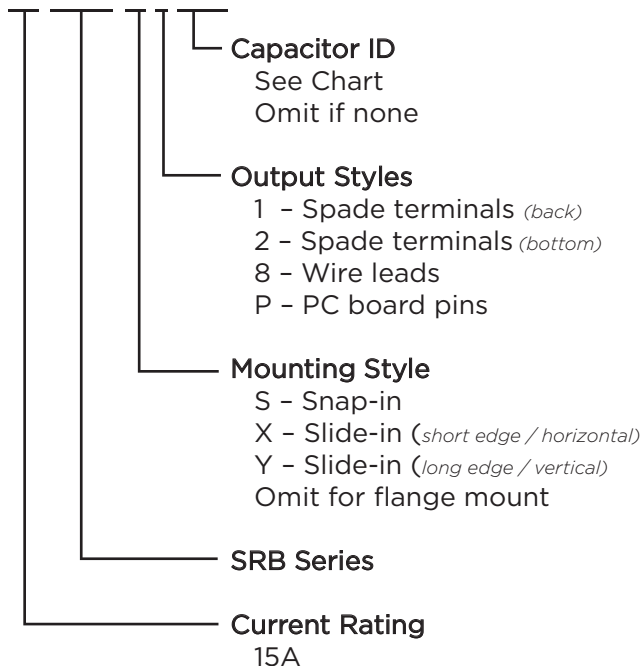 Capacitor ID
See Chart
Omit if none
Output Styles
1 – Spade terminals (back)
2 – Spade terminals (bottom)
8 – Wire leads
P – PC board pins
Mounting Style
S – Snap-in
X – Slide-in (short edge / horizontal)
Y – Slide-in (long edge / vertical)
Omit for flange mount
SRB Series
Current Rating
15A